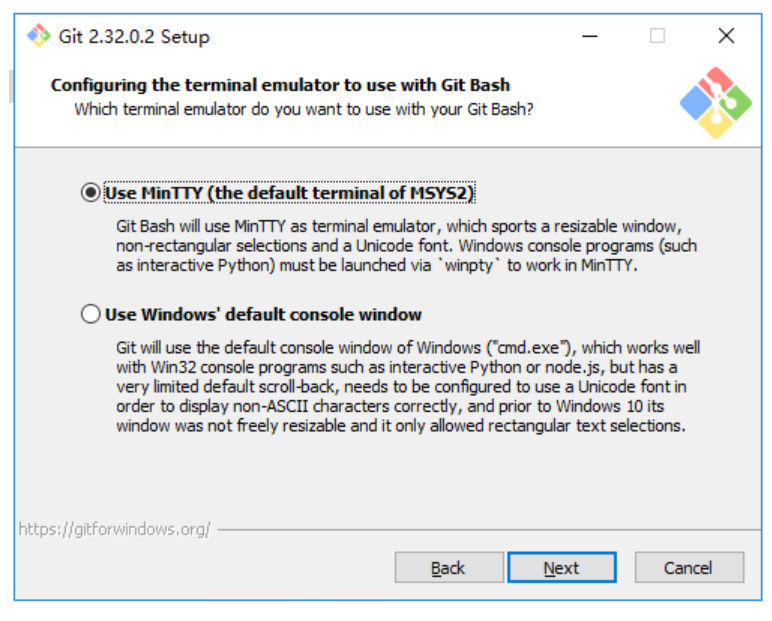 Git 2.32.0.2 Setup
Configuring the terminal emulator to use with Git Bash
Which terminal emulator do you want to use with your Git Bash?
Use MinTTY (the default terminal of MSYS2)
Git Bash will use MinTTY as terminal emulator, which sports a resizable window,
non-rectangular selections and a Unicode font. Windows console programs (such
as interactive Python) must be launched via `winpty` to work in MinTTY.
Use Windows' default console window
Git will use the default console window of Windows ("cmd.exe"), which works well
with Win32 console programs such as interactive Python or node.js, but has a
very limited default scroll-back, needs to be configured to use a Unicode font in
order to display non-ASCII characters correctly, and prior to Windows 10 its
window was not freely resizable and it only allowed rectangular text selections.
https://gitforwindows.org/
Back Next Cancel